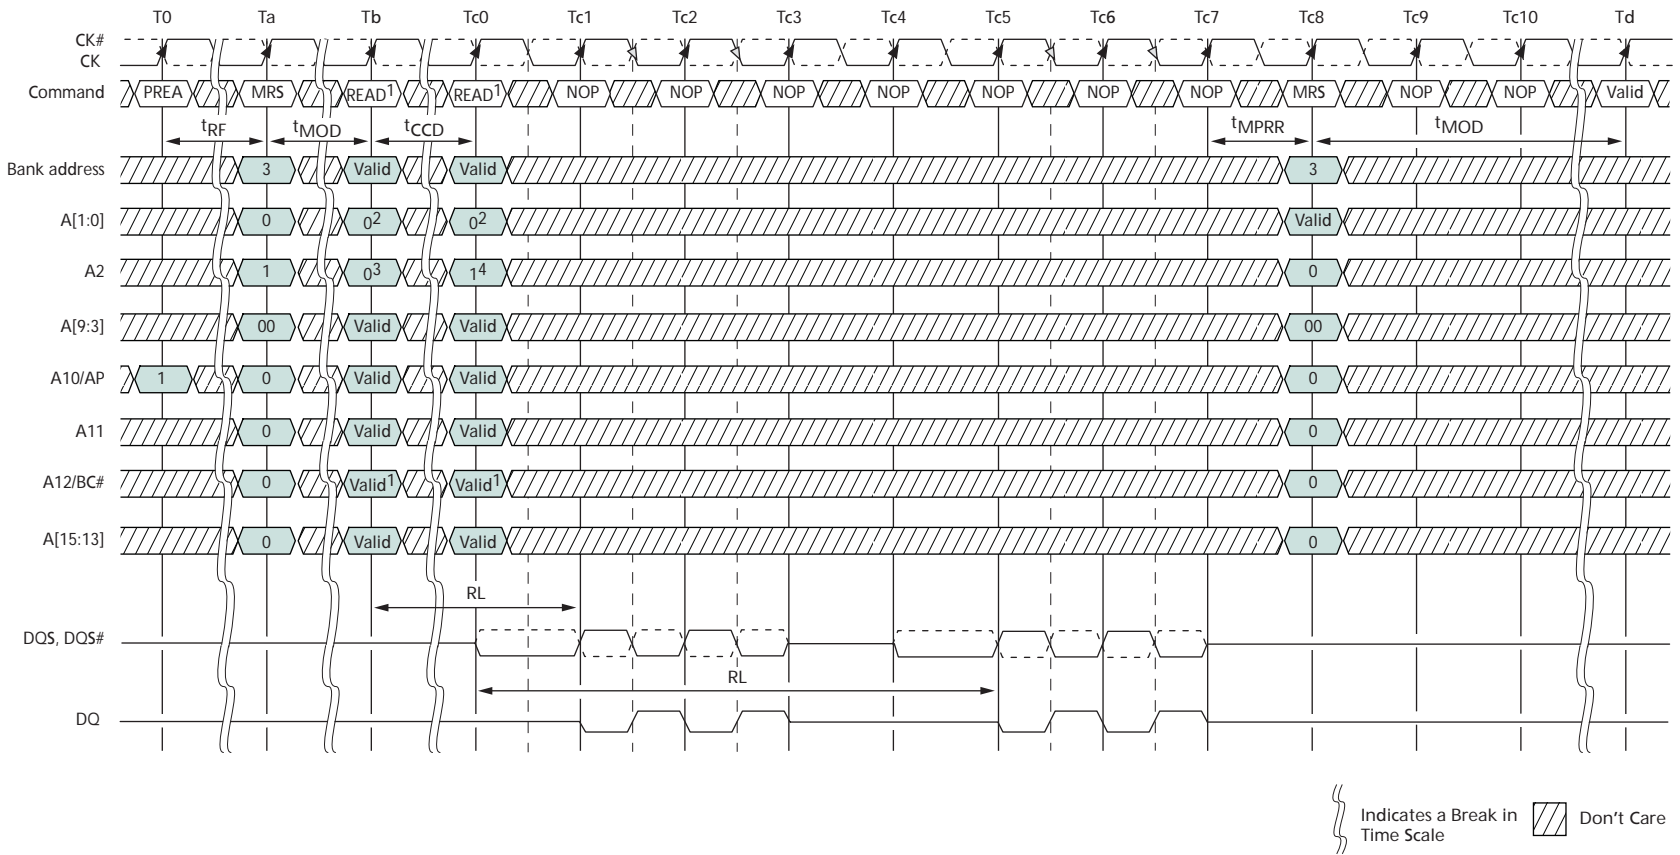 T0 Ta Tb Tc0 Tc1 Tc2 Tc3 Tc4 Tc5 Tc6 Tc7 Tc8 Tc9 Tc10 Td
CK#
CK
Command PREA MRS READ1 READ1 NOP NOP NOP NOP NOP NOP NOP MRS NOP NOP Valid
tRF tMOD tCCD tMPRR tMOD
Bank address 3 Valid Valid 3
A[1:0] 0 02 02 Valid
A2 1 03 14 0
A[9:3] 00 Valid Valid 00
A10/AP 1 0 Valid Valid 0
A11 0 Valid Valid 0
A12/BC# 0 Valid1 Valid1 0
A[15:13] 0 Valid Valid 0
RL
DQS, DQS#
RL
DQ
Indicates a Break in
Time Scale
Don't Care